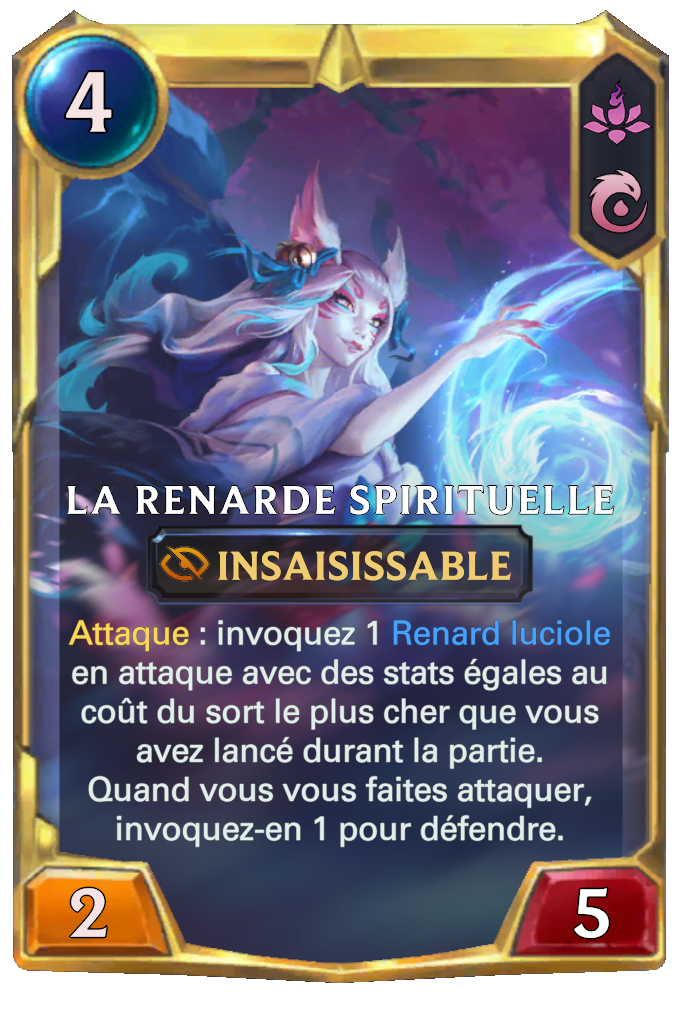 4
LA RENARDE SPIRITUELLE
INSAISISSABLE
Attaque : invoquez 1 Renard luciole
en attaque avec des stats égales au
coût du sort le plus cher que vous
avez lancé durant la partie.
Quand vous vous faites attaquer,
invoquez-en 1 pour défendre.
2
5